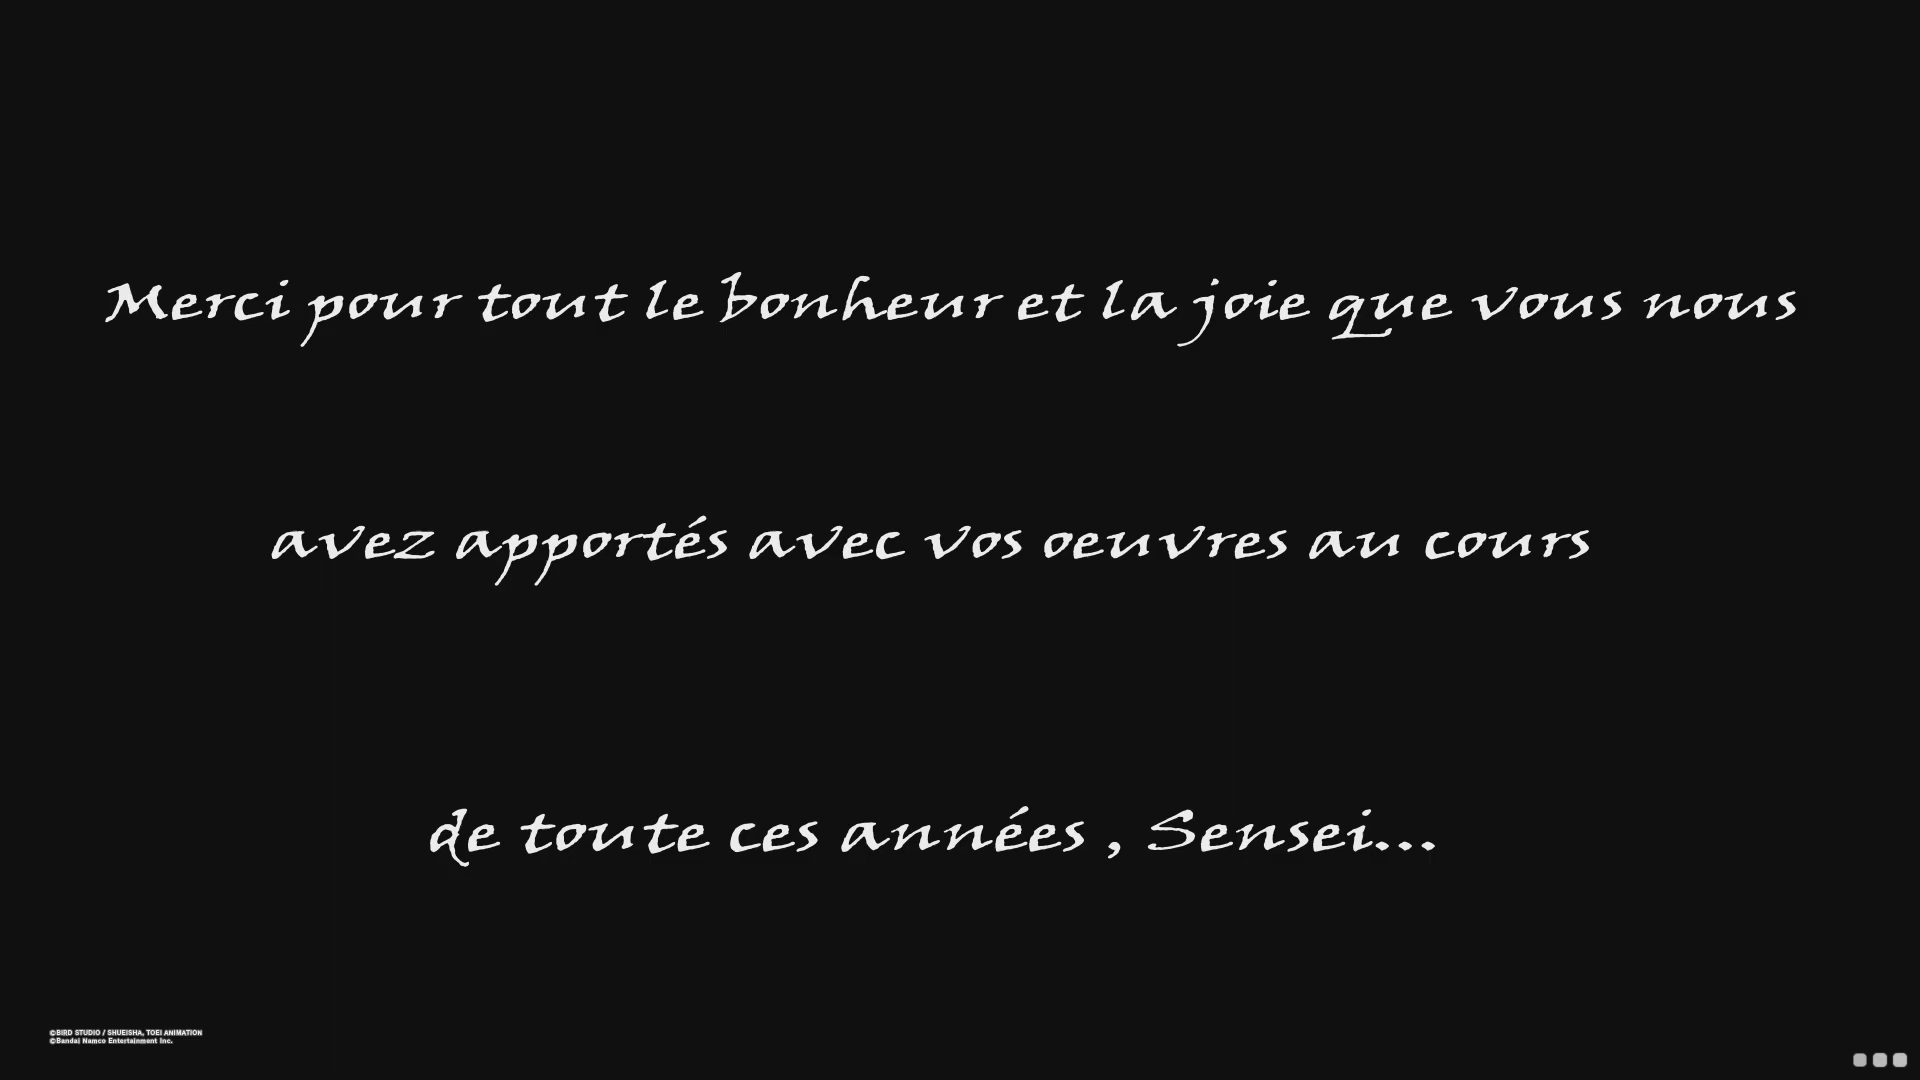 Merci pour tout le bonheur et la joie que vous nous
avez apportés avec vos oeuvres au cours
de toute ces années , Sensei...
©BIRD STUDIO / SHUEISHA, TOEI ANIMATION
©Bandai Namco Entertainment Inc.